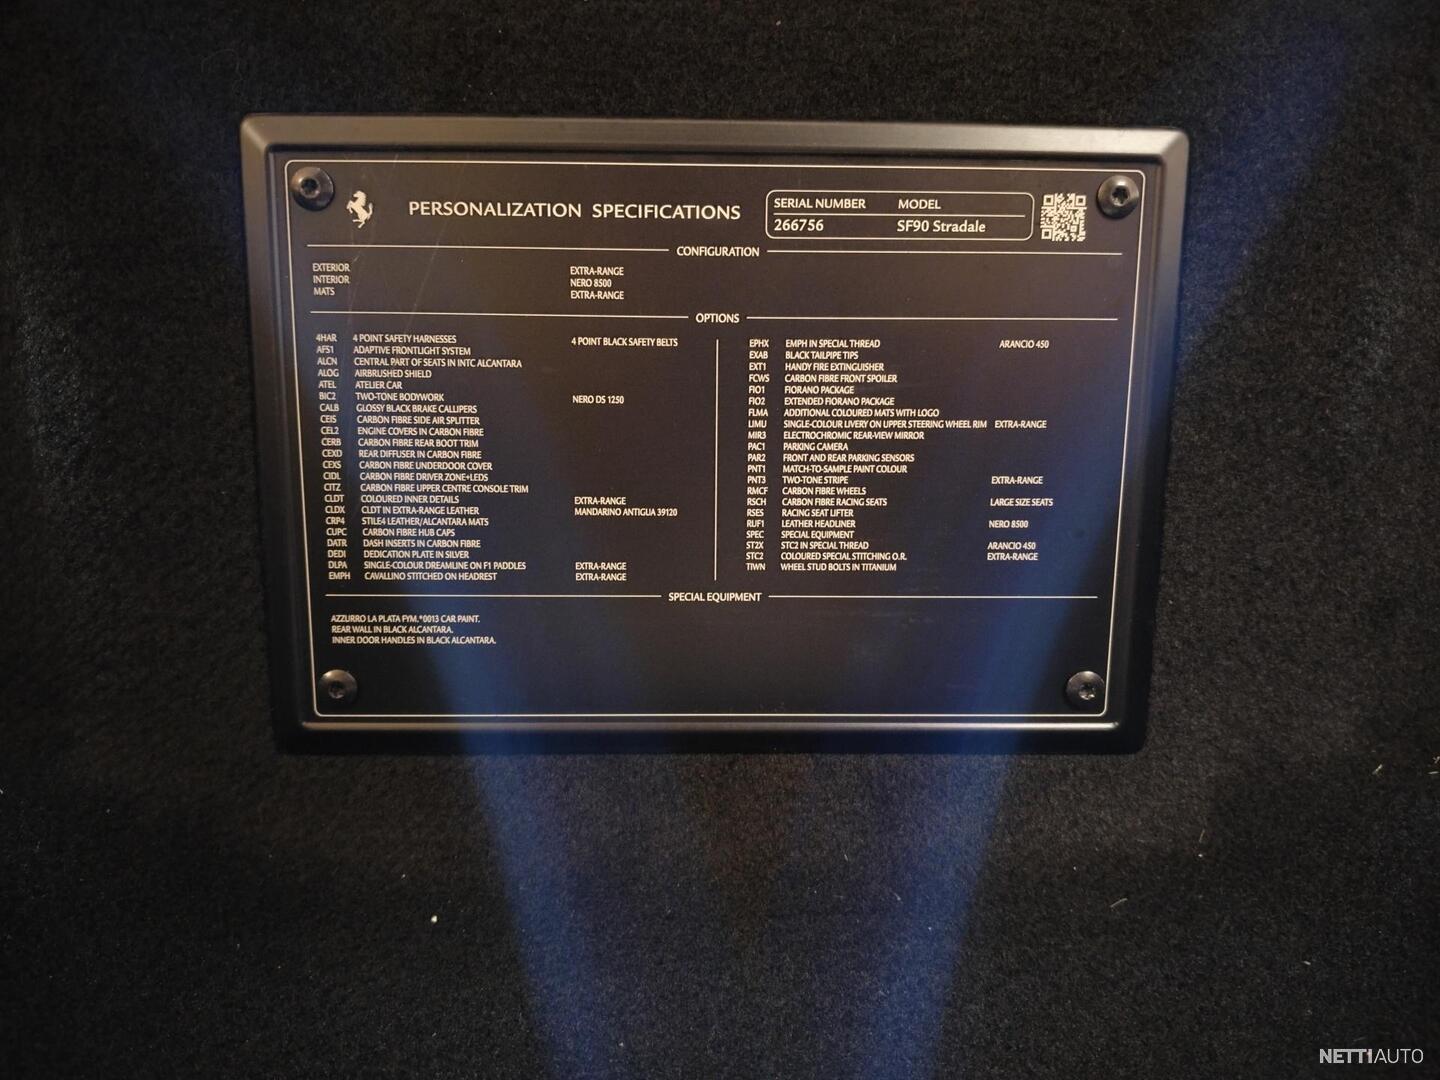 PERSONALIZATION SPECIFICATIONS
SERIAL NUMBER MODEL
266756 SF90 Stradale
CONFIGURATION
EXTERIOR EXTRA-RANGE
INTERIOR NERO 8500
MATS EXTRA-RANGE
OPTIONS
4HAR 4 POINT SAFETY HARNESSES 4 POINT BLACK SAFETY BELTS
AFS1 ADAPTIVE FRONTLIGHT SYSTEM
ALCN CENTRAL PART OF SEATS IN INTC ALCANTARA
ALOG AIRBRUSHED SHIELD
ATEL ATELIER CAR
BIC2 TWO-TONE BODYWORK NERO DS 1250
CALB GLOSSY BLACK BRAKE CALLIPERS
CEIS CARBON FIBRE SIDE AIR SPLITTER
CEL2 ENGINE COVERS IN CARBON FIBRE
CERB CARBON FIBRE REAR BOOT TRIM
CEXD REAR DIFFUSER IN CARBON FIBRE
CEXS CARBON FIBRE UNDERDOOR COVER
CIDL CARBON FIBRE DRIVER ZONE+LEDS
CITZ CARBON FIBRE UPPER CENTRE CONSOLE TRIM
CLDT COLOURED INNER DETAILS EXTRA-RANGE
CLDX CLDT IN EXTRA-RANGE LEATHER MANDARINO ANTIGUA 39120
CRP4 STILE4 LEATHER/ALCANTARA MATS
CUPC CARBON FIBRE HUB CAPS
DATR DASH INSERTS IN CARBON FIBRE
DEDI DEDICATION PLATE IN SILVER
DLPA SINGLE-COLOUR DREAMLINE ON F1 PADDLES EXTRA-RANGE
EMPH CAVALLINO STITCHED ON HEADREST EXTRA-RANGE
EPHX EMPH IN SPECIAL THREAD ARANCIO 450
EXAB BLACK TAILPIPE TIPS
EXT1 HANDY FIRE EXTINGUISHER
FCWS CARBON FIBRE FRONT SPOILER
FIO1 FIORANO PACKAGE
FIO2 EXTENDED FIORANO PACKAGE
FLMA ADDITIONAL COLOURED MATS WITH LOGO
LIMU SINGLE-COLOUR LIVERY ON UPPER STEERING WHEEL RIM EXTRA-RANGE
MIR3 ELECTROCHROMIC REAR-VIEW MIRROR
PAC1 PARKING CAMERA
PAR2 FRONT AND REAR PARKING SENSORS
PNT1 MATCH-TO-SAMPLE PAINT COLOUR
PNT3 TWO-TONE STRIPE EXTRA-RANGE
RMCF CARBON FIBRE WHEELS
RSCH CARBON FIBRE RACING SEATS LARGE SIZE SEATS
RSES RACING SEAT LIFTER
RUF1 LEATHER HEADLINER NERO 8500
SPEC SPECIAL EQUIPMENT
ST2X STC2 IN SPECIAL THREAD ARANCIO 450
STC2 COLOURED SPECIAL STITCHING O.R. EXTRA-RANGE
TIWN WHEEL STUD BOLTS IN TITANIUM
SPECIAL EQUIPMENT
AZZURRO LA PLATA FYM.*0013 CAR PAINT.
REAR WALL IN BLACK ALCANTARA.
INNER DOOR HANDLES IN BLACK ALCANTARA.
NETTIAUTO